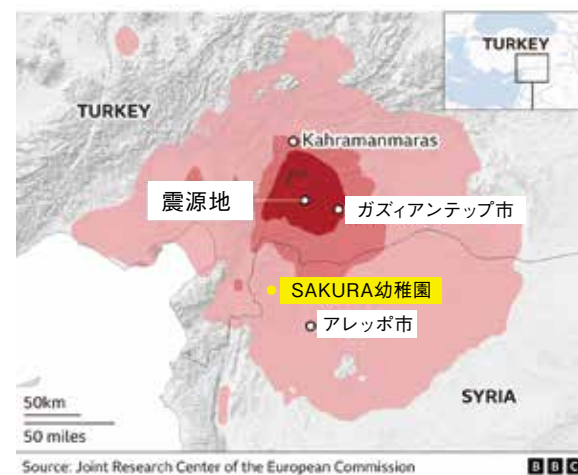 TURKEY
TURKEY
Kahramanmaras
震源地
ガズィアンテップ市
SAKURA幼稚園
アレッポ市
50km
50 miles
SYRIA
Source: Joint Research Center of the European Commission
BBC